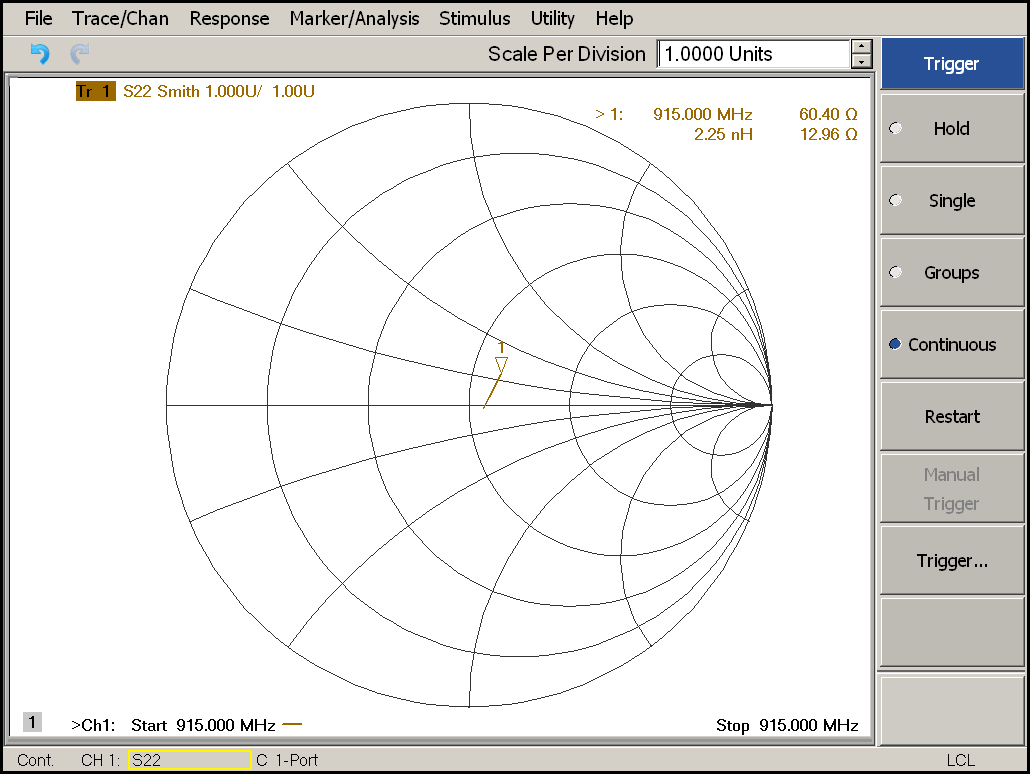 File Trace/Chan Response Marker/Analysis Stimulus Utility Help
Scale Per Division 1.0000 Units
Trigger
Tr 1 S22 Smith 1.000U/ 1.00U
> 1: 915.000 MHz 60.40 Ω
2.25 nH 12.96 Ω
Hold
Single
Groups
1
Continuous
Restart
Manual
Trigger
Trigger...
1 >Ch1: Start 915.000 MHz Stop 915.000 MHz
Cont. CH 1: S22 C 1-Port LCL